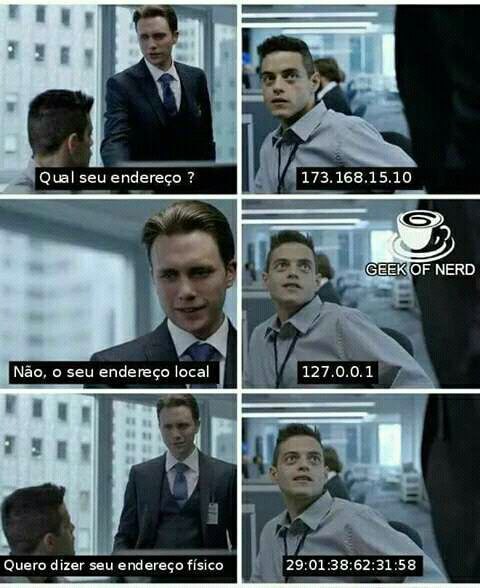 Qual seu endereço ?
173.168.15.10
GEEK OF NERD
Não, o seu endereço local
127.0.0.1
Quero dizer seu endereço físico
29:01:38:62:31:58